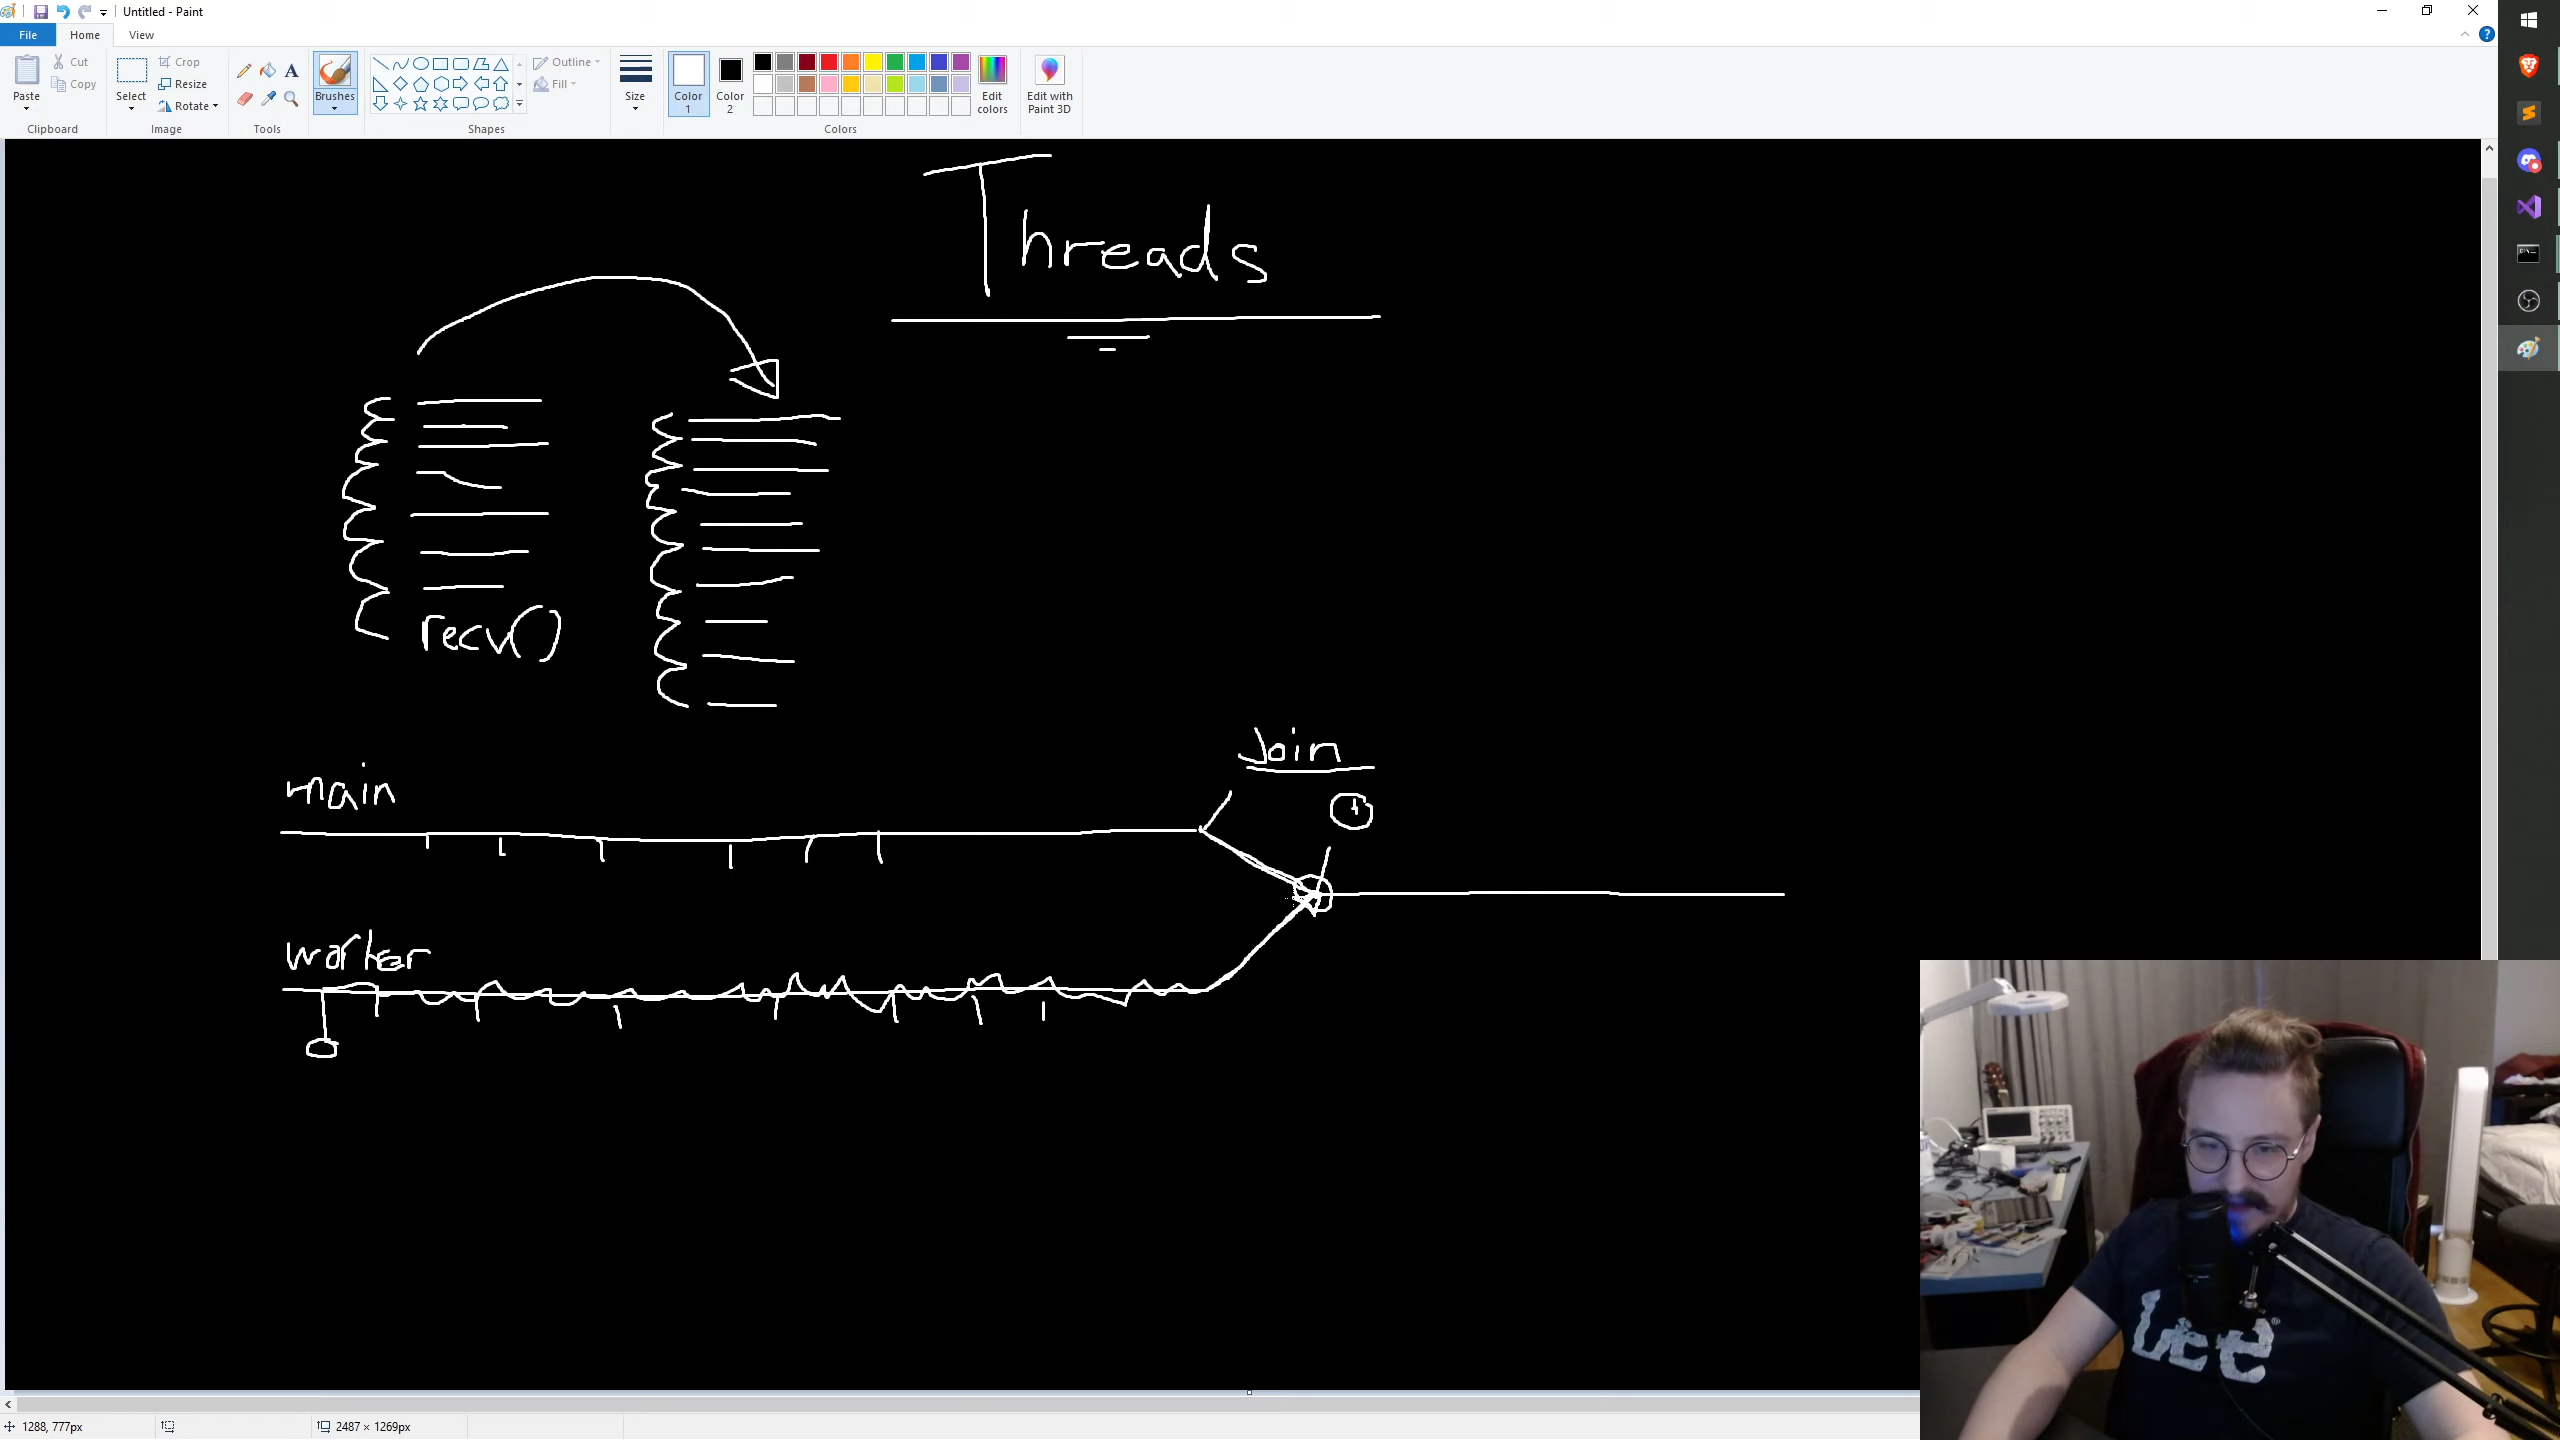 Untitled - Paint
File
Home
View
Paste
Cut
Copy
Clipboard
Select
Crop
Resize
Rotate
Image
Tools
Brushes
Shapes
Outline
Fill
Size
Color 1
Color 2
Edit colors
Edit with Paint 3D
Colors
Threads
recv()
Join
main
worker
Lee
1288, 777px
2487 × 1269px